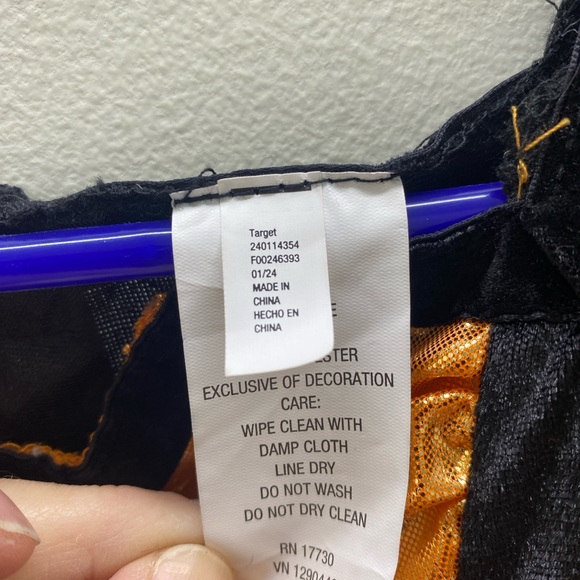 Target
240114354
F00246393
01/24
MADE IN
CHINA
HECHO EN
CHINA
EXCLUSIVE OF DECORATION
CARE:
WIPE CLEAN WITH
DAMP CLOTH
LINE DRY
DO NOT WASH
DO NOT DRY CLEAN
RN 17730
VN